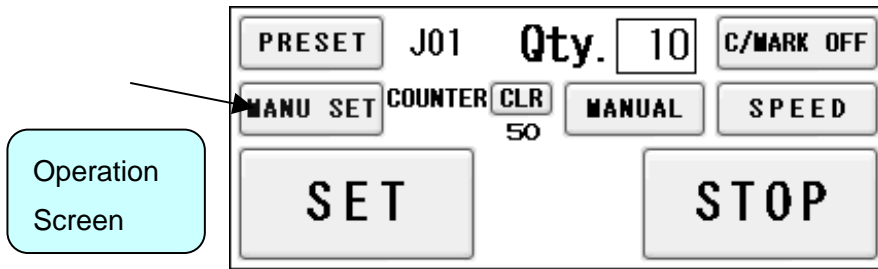 PRESET J01 Qty. 10 C/MARK OFF
MANU SET COUNTER CLR MANUAL SPEED
50
Operation
Screen
SET STOP